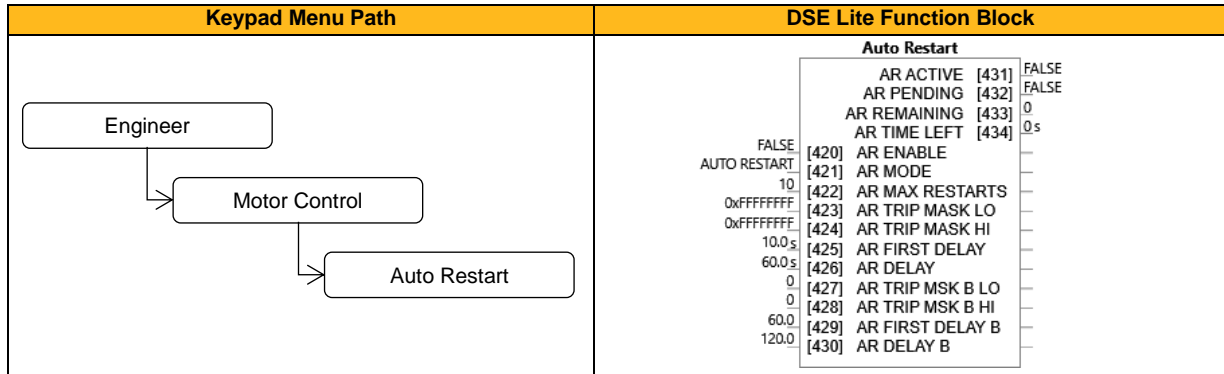 Keypad Menu Path
DSE Lite Function Block
Engineer
Motor Control
Auto Restart
Auto Restart
AR ACTIVE [431] FALSE
AR PENDING [432] FALSE
AR REMAINING [433] 0
AR TIME LEFT [434] 0 s
FALSE [420] AR ENABLE
AUTO RESTART [421] AR MODE
10 [422] AR MAX RESTARTS
0xFFFFFFFF [423] AR TRIP MASK LO
0xFFFFFFFF [424] AR TRIP MASK HI
10.0 s [425] AR FIRST DELAY
60.0 s [426] AR DELAY
0 [427] AR TRIP MSK B LO
0 [428] AR TRIP MSK B HI
60.0 [429] AR FIRST DELAY B
120.0 [430] AR DELAY B